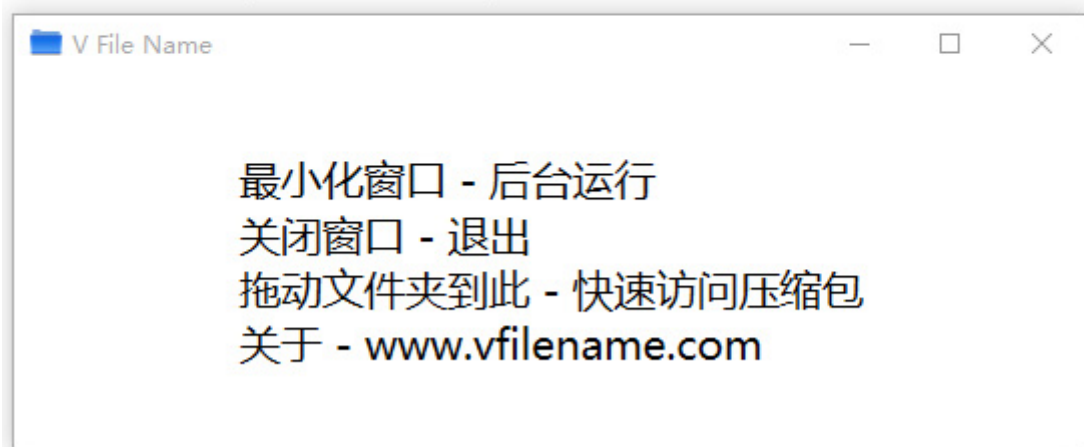 V File Name
最小化窗口 - 后台运行
关闭窗口 - 退出
拖动文件夹到此 - 快速访问压缩包
关于 - www.vfilename.com